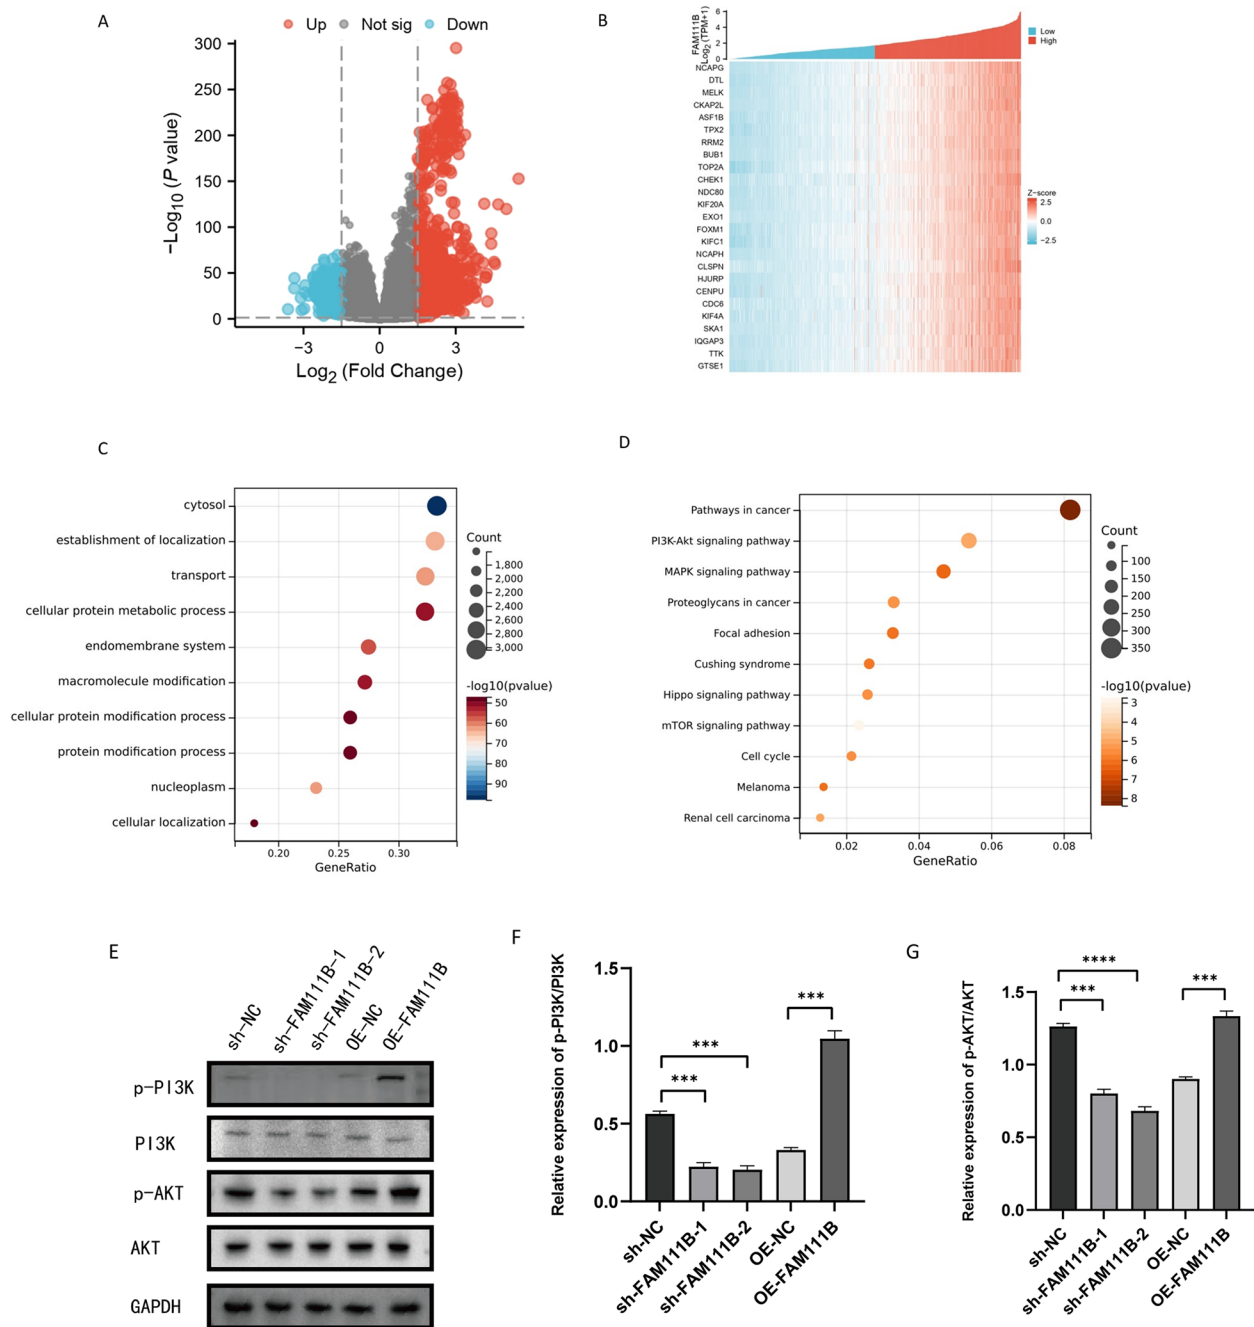 A
Up Not sig Down
300
250
200
150
100
50
0
−Log10 (P value)
−3 0 3
Log2 (Fold Change)
B
FAM111B
Log2 (TPM+1)
6
4
2
0
Low
High
NCAPG
DTL
MELK
CKAP2L
ASF1B
TPX2
RRM2
BUB1
TOP2A
CHEK1
NDC80
KIF20A
EXO1
FOXM1
KIFC1
NCAPH
CLSPN
HJURP
CENPU
CDC6
KIF4A
SKA1
IQGAP3
TTK
GTSE1
Z-score
2.5
0.0
−2.5
C
cytosol
establishment of localization
transport
cellular protein metabolic process
endomembrane system
macromolecule modification
cellular protein modification process
protein modification process
nucleoplasm
cellular localization
0.20 0.25 0.30
GeneRatio
Count
1,800
2,000
2,400
2,600
2,800
3,000
-log10(pvalue)
50
60
70
80
90
D
Pathways in cancer
PI3K-Akt signaling pathway
MAPK signaling pathway
Proteoglycans in cancer
Focal adhesion
Cushing syndrome
Hippo signaling pathway
mTOR signaling pathway
Cell cycle
Melanoma
Renal cell carcinoma
0.02 0.04 0.06 0.08
GeneRatio
Count
100
150
200
250
300
350
-log10(pvalue)
3
4
5
6
7
8
E
sh-NC
sh-FAM111B-1
sh-FAM111B-2
OE-NC
OE-FAM111B
p-PI3K
PI3K
p-AKT
AKT
GAPDH
F
Relative expression of p-PI3K/PI3K
1.5
1.0
0.5
0.0
***
***
***
sh-NC
sh-FAM111B-1
sh-FAM111B-2
OE-NC
OE-FAM111B
G
Relative expression of p-AKT/AKT
1.5
1.0
0.5
0.0
****
***
***
sh-NC
sh-FAM111B-1
sh-FAM111B-2
OE-NC
OE-FAM111B